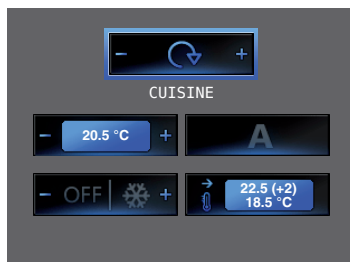 - +
CUISINE
- 20.5 °C + A
- OFF | + 22.5 (+2)
18.5 °C